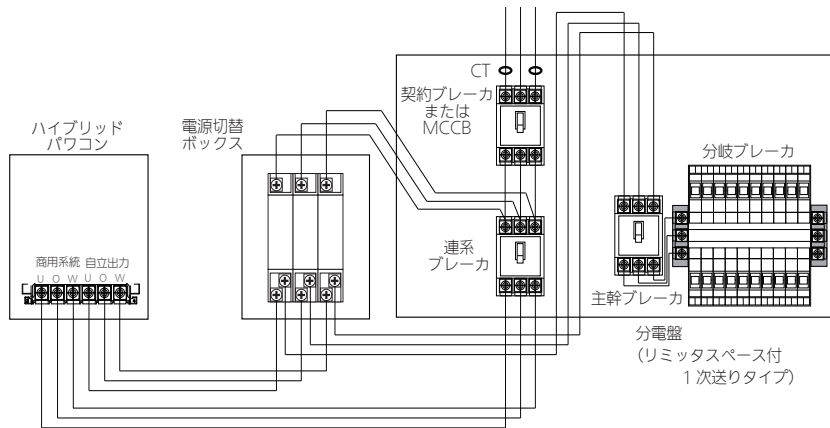 ハイブリッド
パワコン
商用系統 自立出力
U O W U O W
電源切替
ボックス
CT
契約ブレーカ
または
MCCB
連系
ブレーカ
分岐ブレーカ
主幹ブレーカ
分電盤
（リミッタスペース付
1次送りタイプ）